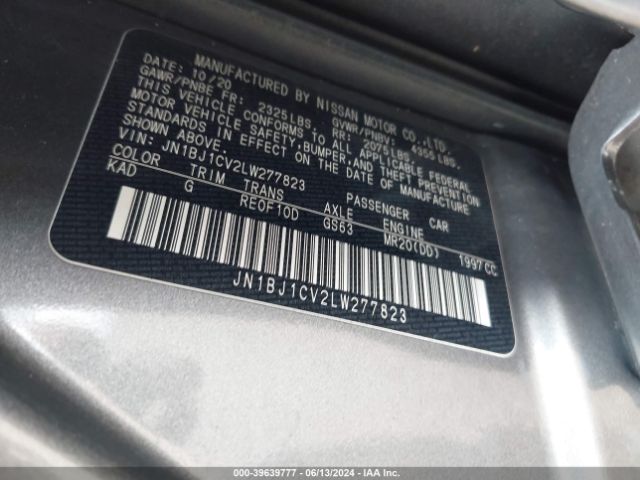 MANUFACTURED BY NISSAN MOTOR CO.,LTD.
DATE: 10/20 GVWR/PNBV: 4355LBS.
GAWR/PNBE FR: 2325LBS RR: 2075LBS.
THIS VEHICLE CONFORMS TO ALL APPLICABLE FEDERAL
MOTOR VEHICLE SAFETY,BUMPER,AND THEFT PREVENTION
STANDARDS IN EFFECT ON THE DATE OF MANUFACTURE
SHOWN ABOVE.
VIN: JN1BJ1CV2LW277823 PASSENGER CAR
COLOR TRIM TRANS AXLE ENGINE
KAD G RE0F10D GS63 MR20(DD) 1997CC
JN1BJ1CV2LW277823
000-39639777 - 06/13/2024 - IAA Inc.